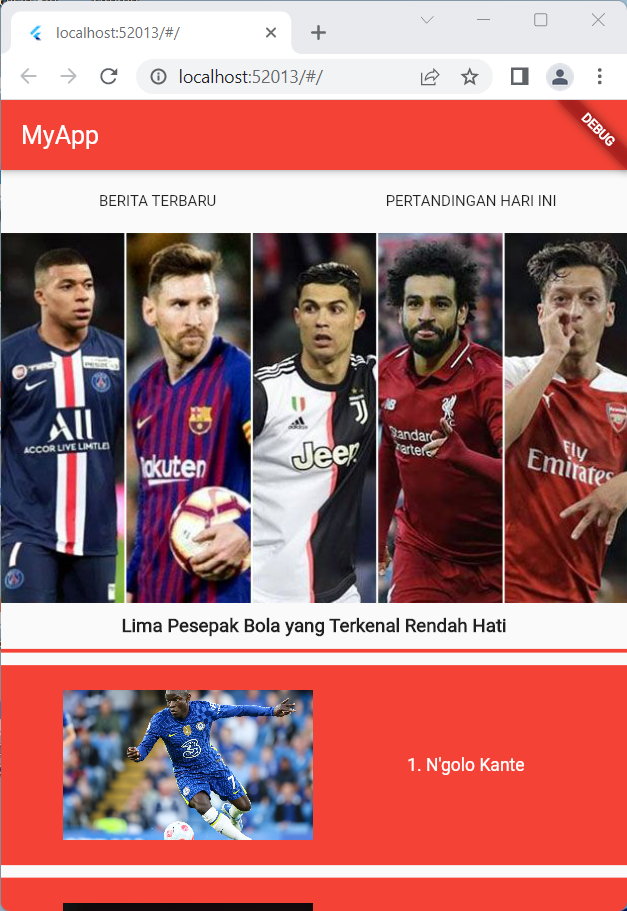 localhost:52013/#/
localhost:52013/#/
MyApp
DEBUG
BERITA TERBARU
PERTANDINGAN HARI INI
ALL
ACCOR LIVE LIMITLESS
Rakuten
Jeep
Standard
Chartered
Fly
Emirates
Lima Pesepak Bola yang Terkenal Rendah Hati
3
1. N'golo Kante